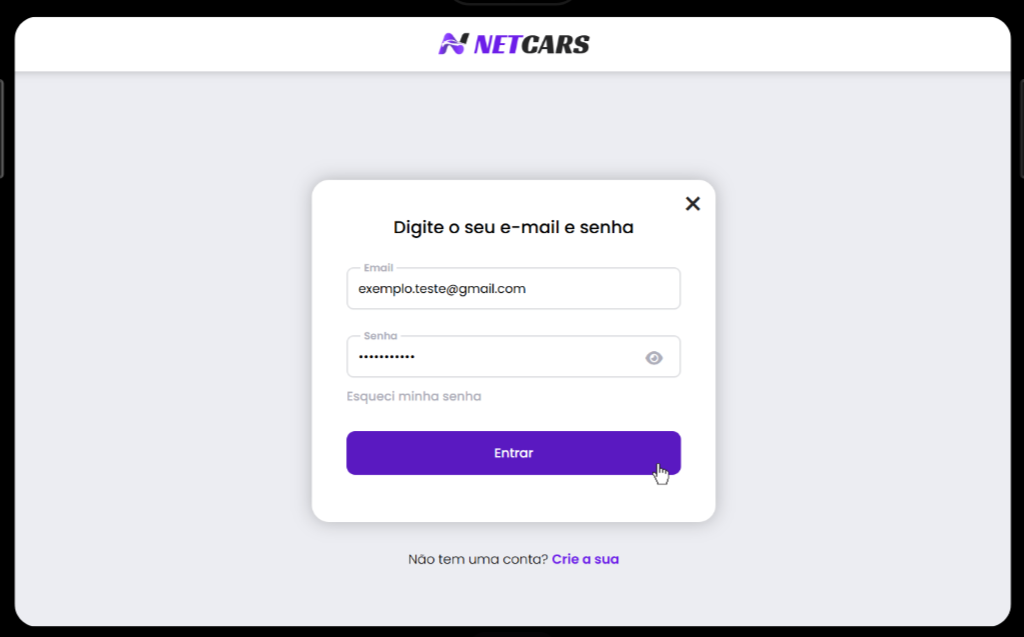 NETCARS
Digite o seu e-mail e senha
Email
exemplo.teste@gmail.com
Senha
•••••••••••
Esqueci minha senha
Entrar
Não tem uma conta? Crie a sua